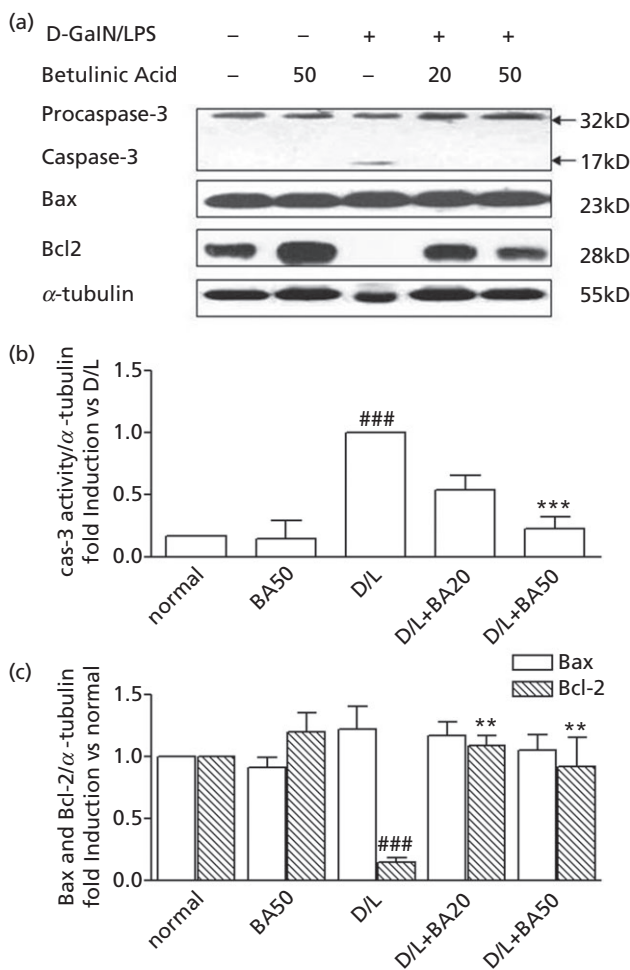 (a)
D-GaIN/LPS – – + + +
Betulinic Acid – 50 – 20 50
Procaspase-3
32kD
Caspase-3
17kD
Bax
23kD
Bcl2
28kD
α-tubulin
55kD
(b)
cas-3 activity/α-tubulin
fold Induction vs D/L
1.5
1.0
0.5
0.0
###
***
normal
BA50
D/L
D/L+BA20
D/L+BA50
(c)
Bax
Bcl-2
Bax and Bcl-2/α-tubulin
fold Induction vs normal
1.5
1.0
0.5
0.0
###
**
**
normal
BA50
D/L
D/L+BA20
D/L+BA50